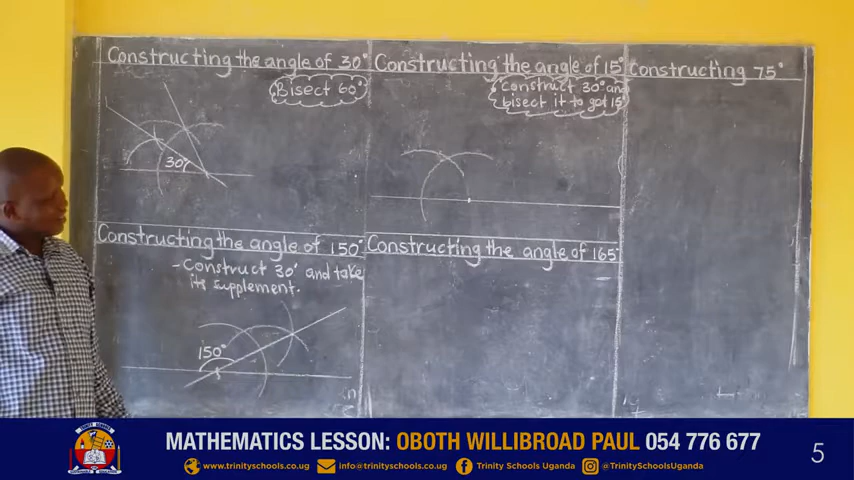 Constructing the angle of 30°
Bisect 60°
30°
Constructing the angle of 15°
Construct 30° and
bisect it to get 15°
Constructing 75°
Constructing the angle of 150°
-Construct 30° and take
its supplement.
150°
Constructing the angle of 165°
MATHEMATICS LESSON: OBOTH WILLIBROAD PAUL 054 776 677
www.trinityschools.co.ug info@trinityschools.co.ug Trinity Schools Uganda @TrinitySchoolsUganda
5